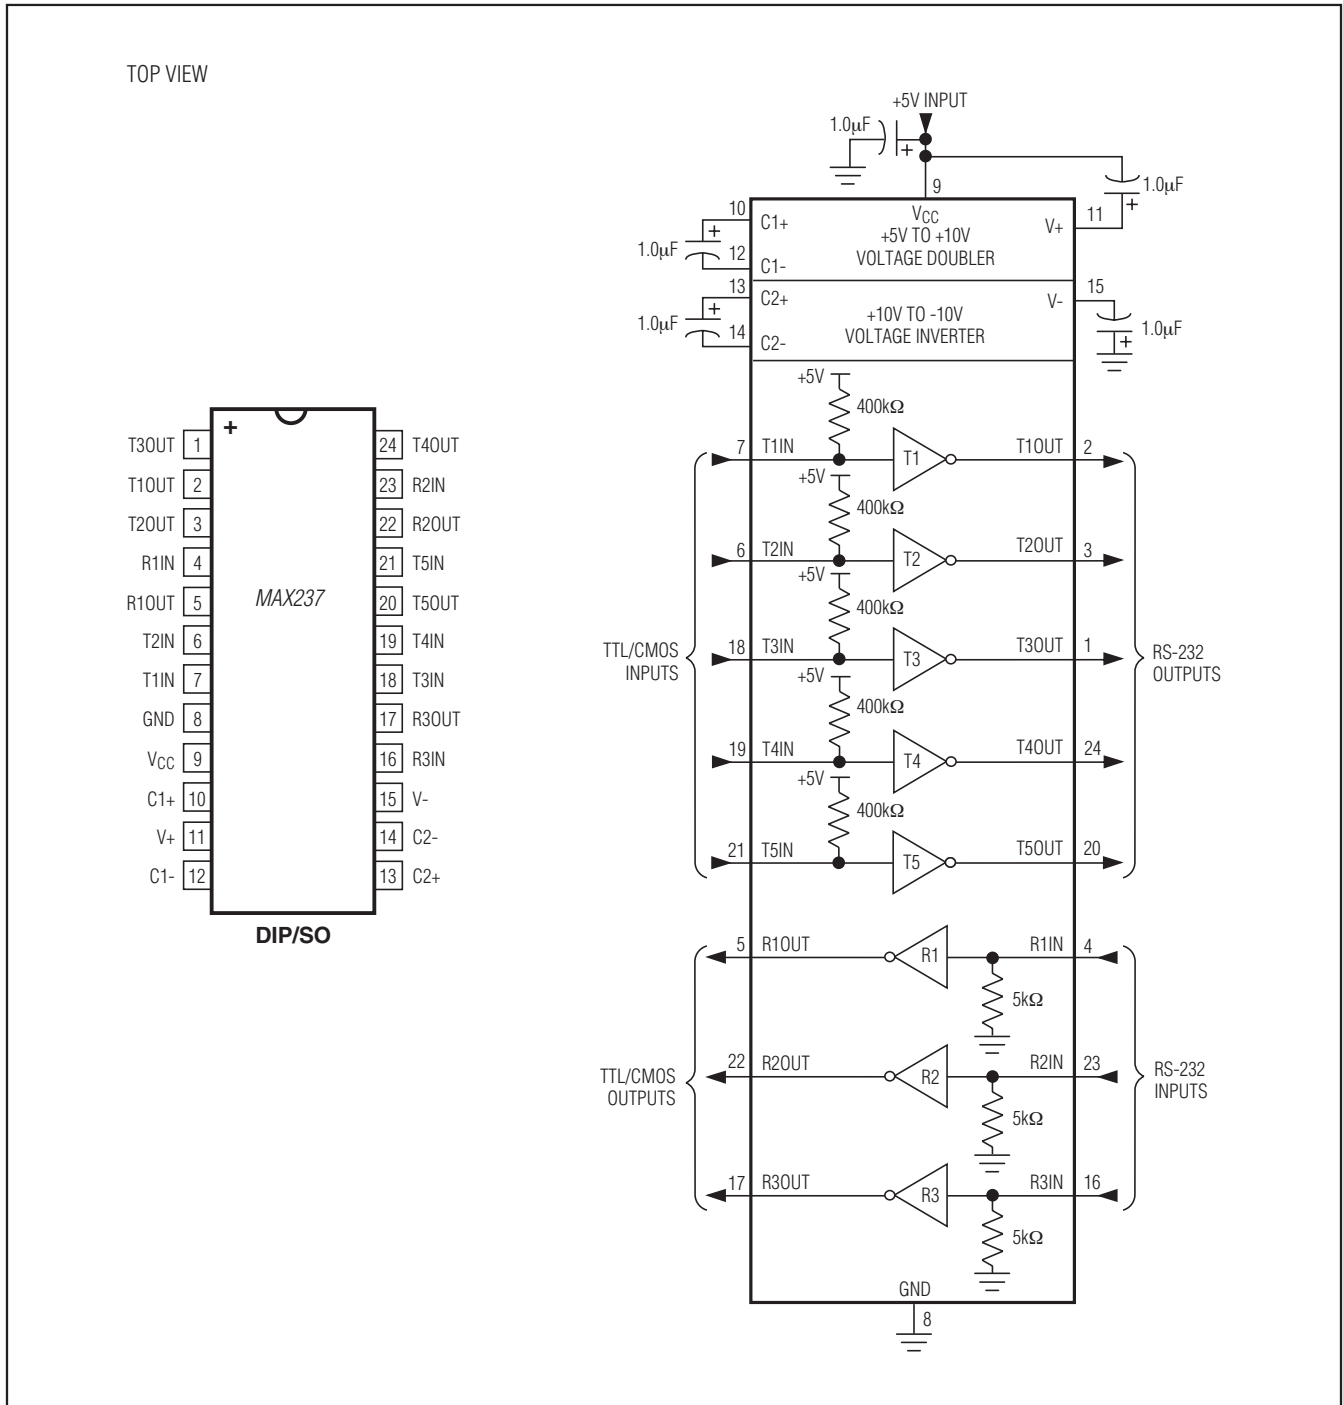 TOP VIEW
T3OUT 1
T1OUT 2
T2OUT 3
R1IN 4
R1OUT 5
T2IN 6
T1IN 7
GND 8
VCC 9
C1+ 10
V+ 11
C1- 12
+
MAX237
24 T4OUT
23 R2IN
22 R2OUT
21 T5IN
20 T5OUT
19 T4IN
18 T3IN
17 R3OUT
16 R3IN
15 V-
14 C2-
13 C2+
DIP/SO
+5V INPUT
1.0μF
+
9
1.0μF
+
10
C1+
VCC
+5V TO +10V
VOLTAGE DOUBLER
V+
11
1.0μF
+
12
C1-
13
C2+
+10V TO -10V
VOLTAGE INVERTER
V-
15
1.0μF
+
14
C2-
1.0μF
+
+5V
400kΩ
7 T1IN T1 T1OUT 2
+5V
400kΩ
6 T2IN T2 T2OUT 3
+5V
400kΩ
TTL/CMOS
INPUTS
18 T3IN T3 T3OUT 1
RS-232
OUTPUTS
+5V
400kΩ
19 T4IN T4 T4OUT 24
+5V
400kΩ
21 T5IN T5 T5OUT 20
5 R1OUT R1 R1IN 4
5kΩ
TTL/CMOS
OUTPUTS
22 R2OUT R2 R2IN 23
RS-232
INPUTS
5kΩ
17 R3OUT R3 R3IN 16
5kΩ
GND
8